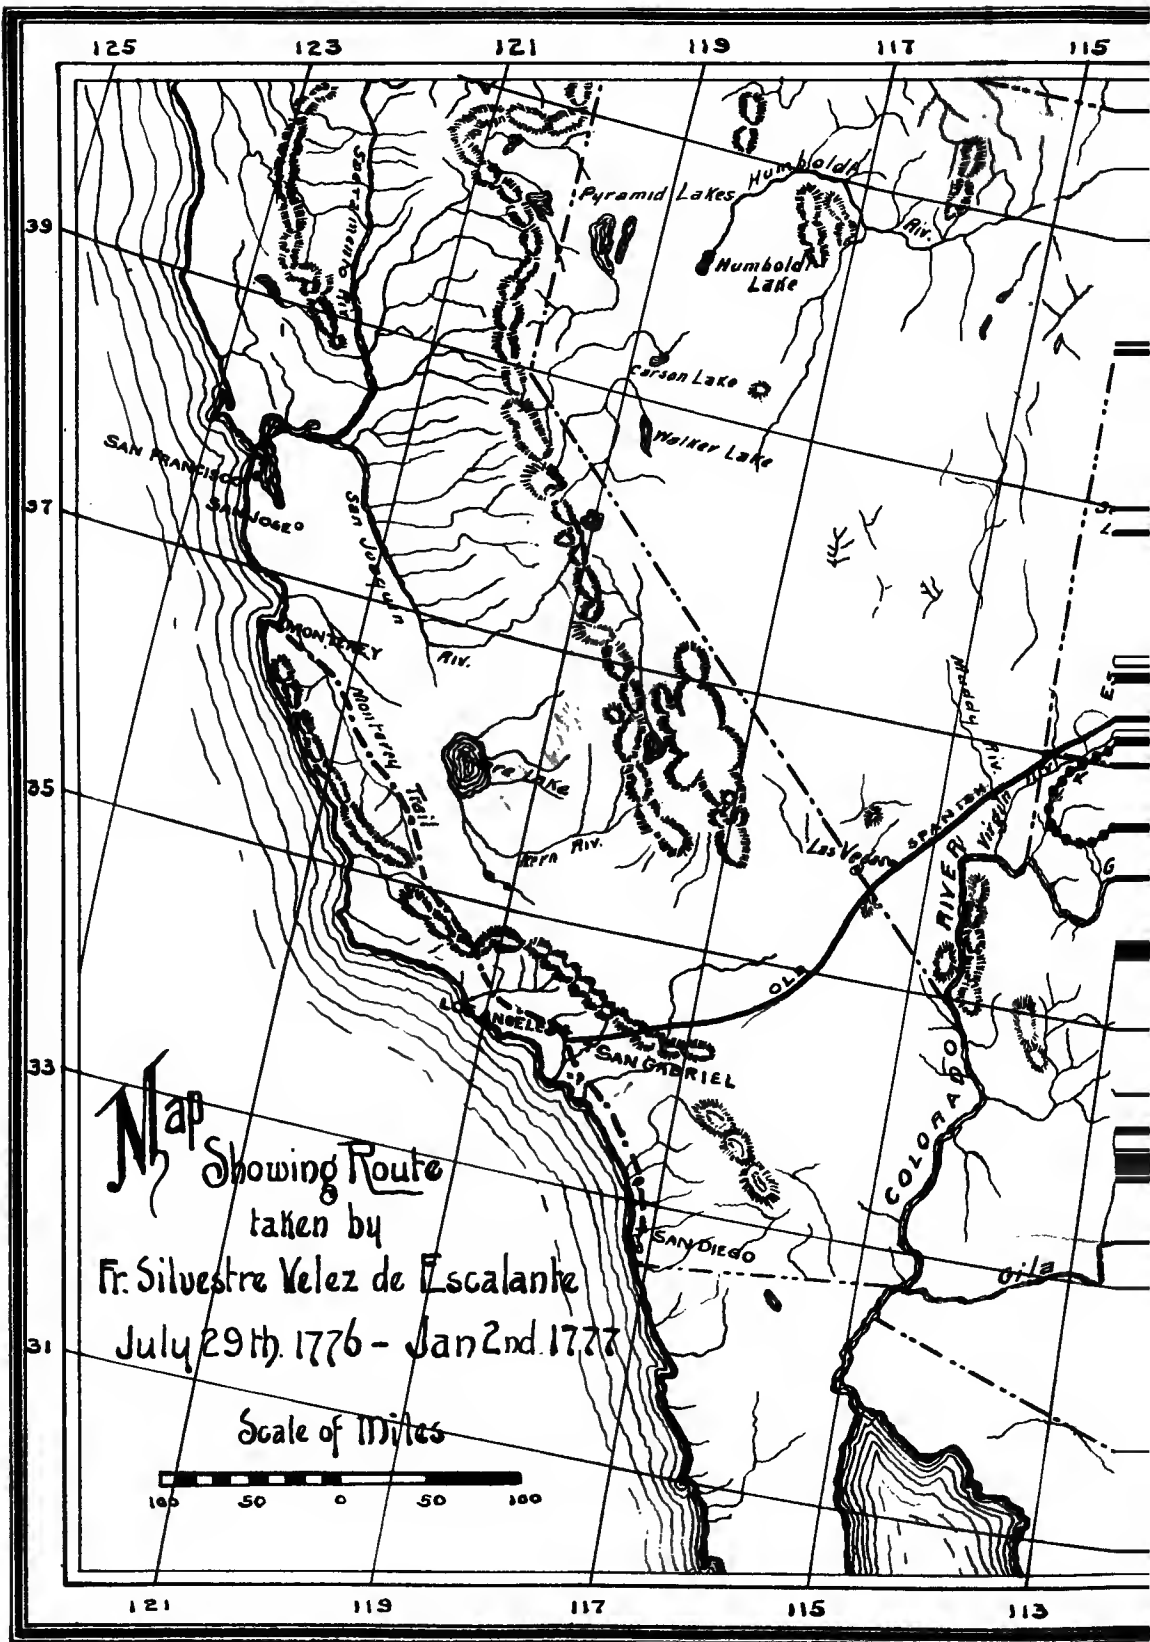 125 123 121 119 117 115
Sacramento Riv.
Pyramid Lakes
Humboldt
Riv.
39
Humboldt
Lake
Carson Lake
Walker Lake
SAN FRANCISCO
SAN JOSE
37
San Juaquin
Riv.
MONTEREY
Muddy Riv.
Monterey Trail
35
re Lake
Kern Riv.
Las Vegas
OLD SPANISH
Virgin
COLORADO RIVER
LOS ANGELES
SAN GABRIEL
33
Map
Showing Route
taken by
Fr. Silvestre Velez de Escalante
July 29th. 1776 - Jan 2nd. 1777
SAN DIEGO
Gila
31
Scale of Miles
100 50 0 50 100
121 119 117 115 113